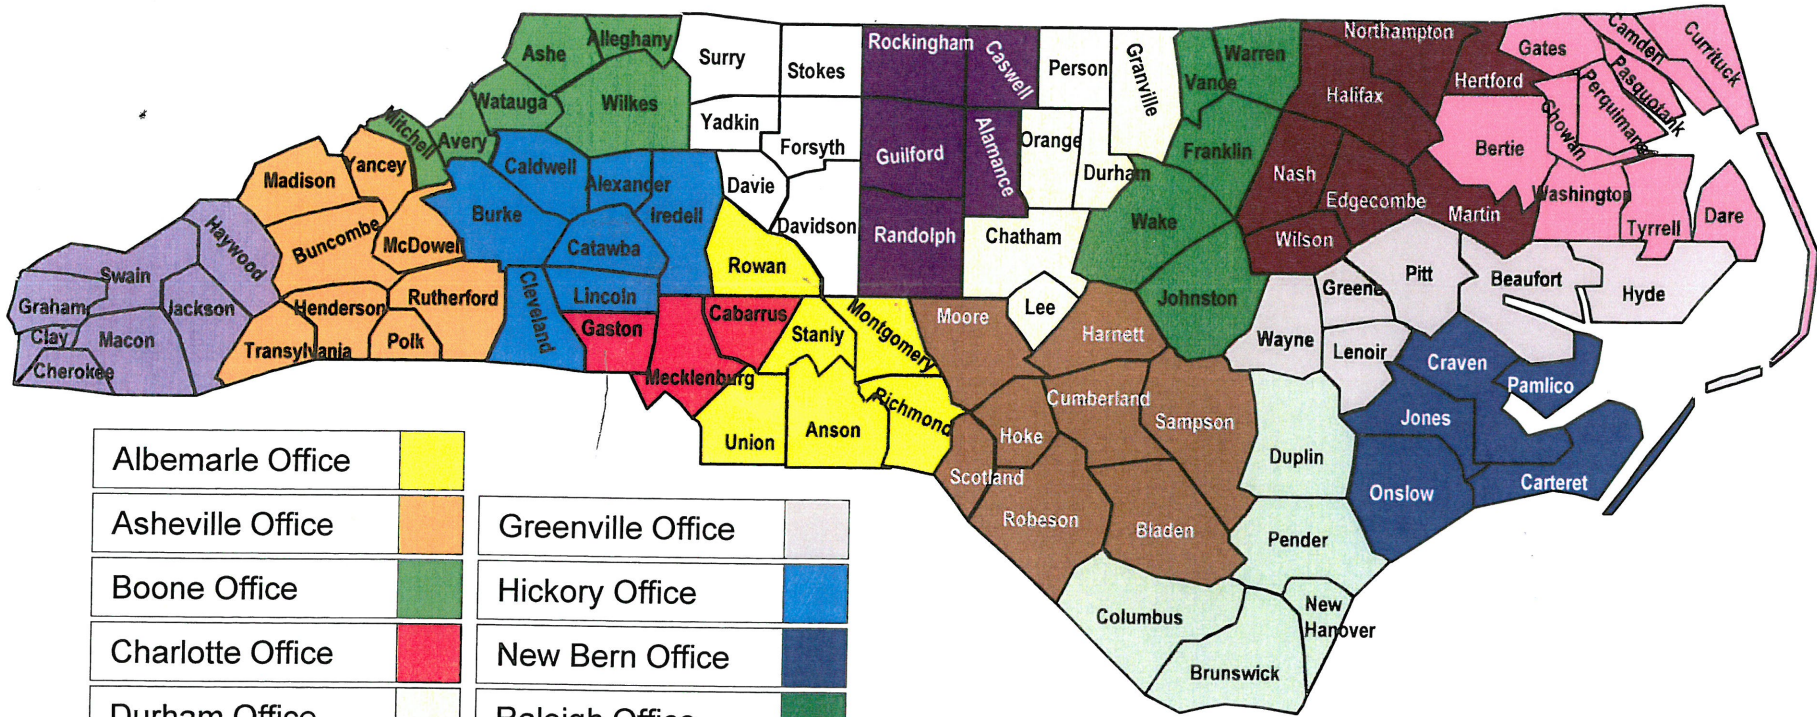 Ashe
Alleghany
Surry
Stokes
Rockingham
Caswell
Person
Granville
Vance
Warren
Northampton
Hertford
Gates
Camden
Currituck
Pasquotank
Perquimans
Chowan
Bertie
Halifax
Watauga
Wilkes
Yadkin
Forsyth
Guilford
Alamance
Orange
Durham
Franklin
Nash
Edgecombe
Martin
Washington
Tyrrell
Dare
Mitchell
Avery
Caldwell
Alexander
Iredell
Davie
Davidson
Randolph
Chatham
Wake
Wilson
Pitt
Beaufort
Hyde
Madison
Yancey
Buncombe
McDowell
Burke
Catawba
Rowan
Haywood
Swain
Graham
Jackson
Clay
Macon
Cherokee
Henderson
Transylvania
Polk
Rutherford
Cleveland
Lincoln
Gaston
Mecklenburg
Cabarrus
Stanly
Montgomery
Moore
Lee
Harnett
Johnston
Wayne
Greene
Lenoir
Craven
Pamlico
Jones
Onslow
Carteret
Union
Anson
Richmond
Hoke
Cumberland
Sampson
Duplin
Scotland
Robeson
Bladen
Pender
Columbus
Brunswick
New
Hanover
Albemarle Office
Asheville Office
Boone Office
Charlotte Office
Durham Office
Greenville Office
Hickory Office
New Bern Office
Raleigh Office